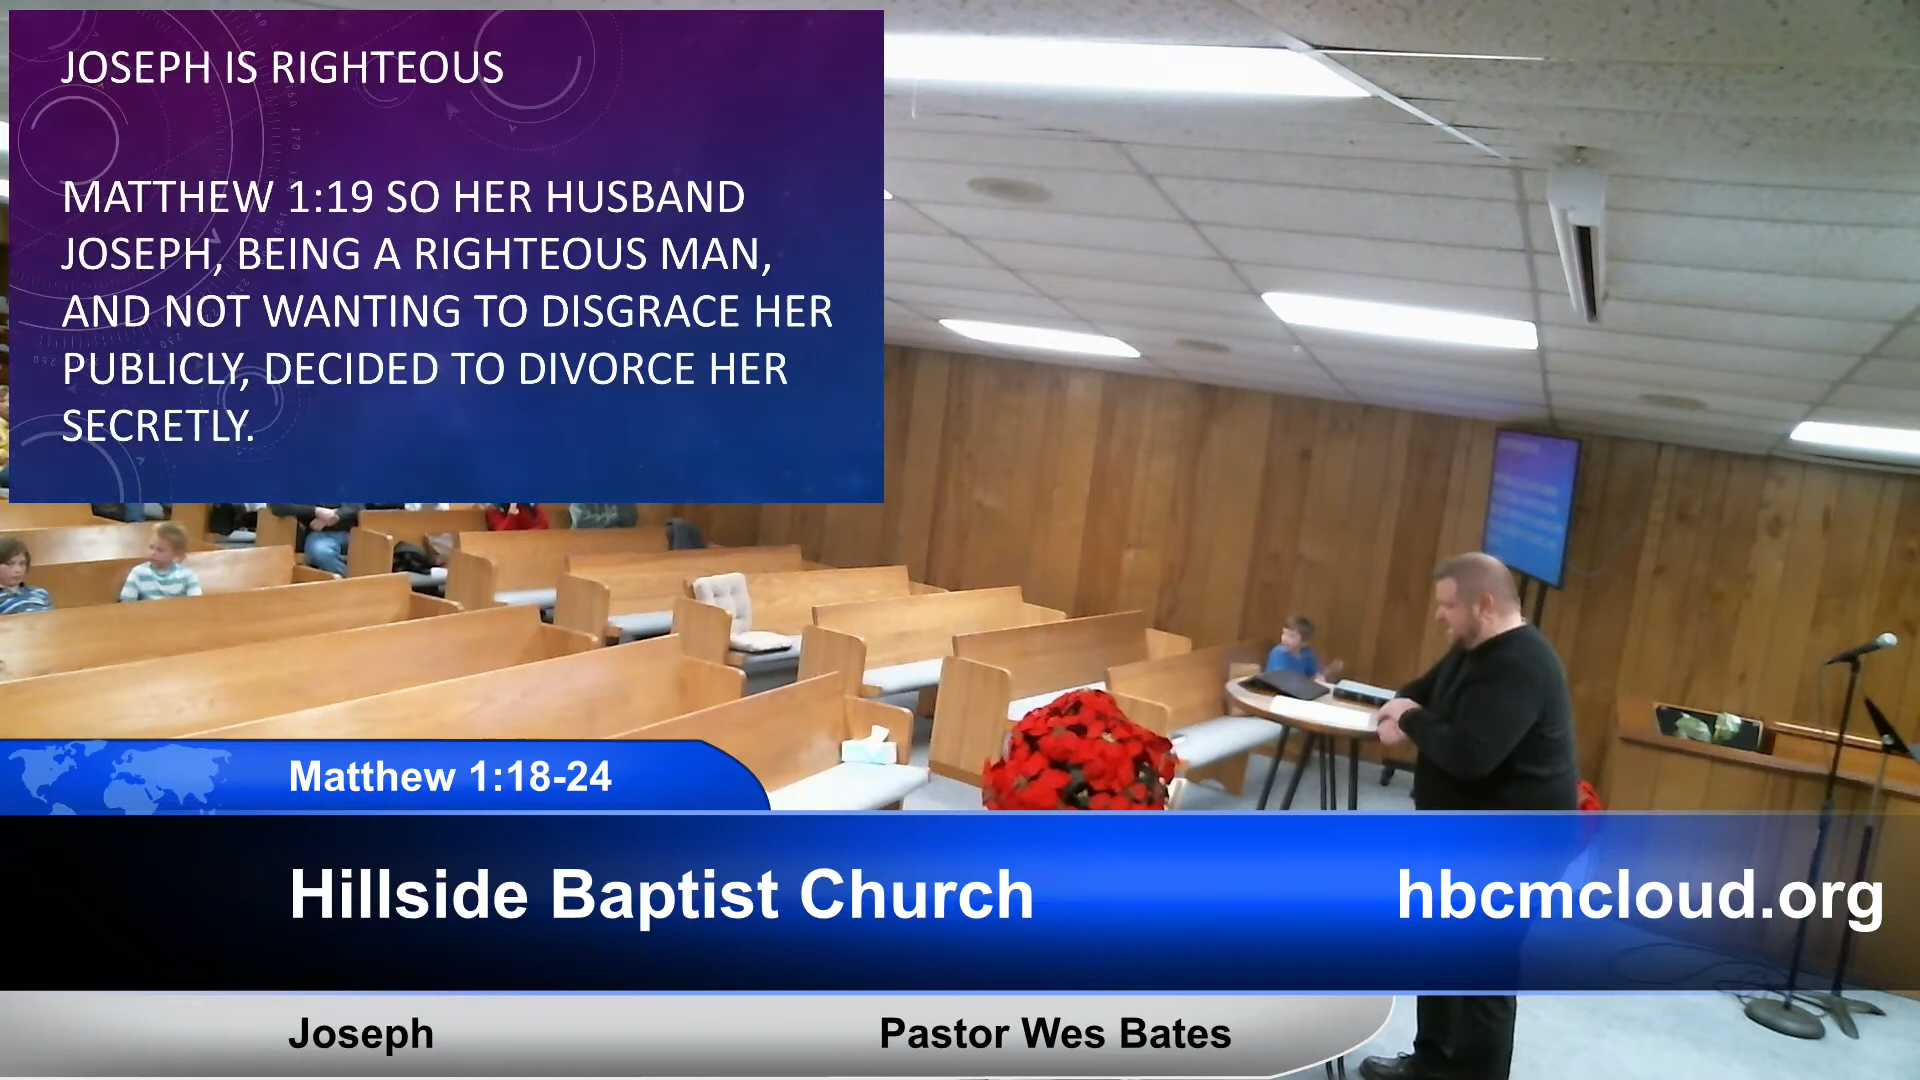 JOSEPH IS RIGHTEOUS
MATTHEW 1:19 SO HER HUSBAND
JOSEPH, BEING A RIGHTEOUS MAN,
AND NOT WANTING TO DISGRACE HER
PUBLICLY, DECIDED TO DIVORCE HER
SECRETLY.
Matthew 1:18-24
Hillside Baptist Church
hbcmcloud.org
Joseph
Pastor Wes Bates